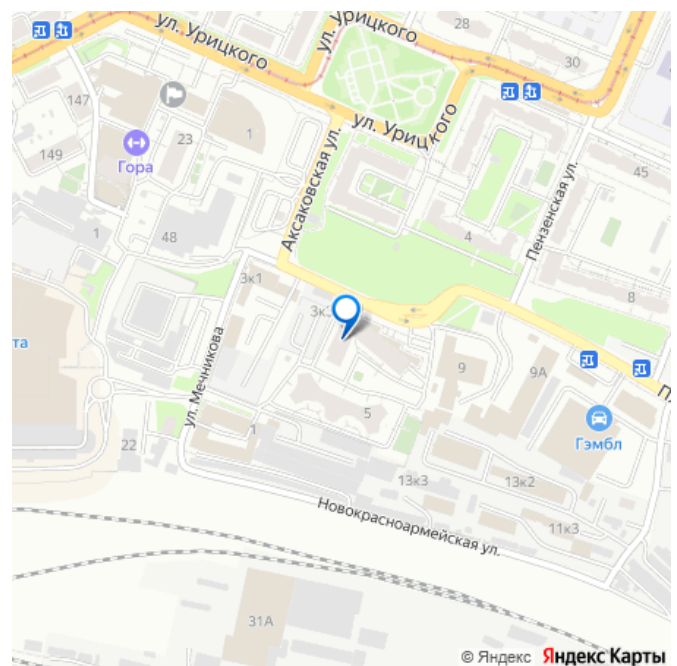 ул. Урицкого
ул. Урицкого
28
30
147
23
1
ул. Урицкого
149
Гора
45
Аксаковская ул.
Пензенская ул.
1
48
4
3к1
8
3к
та
ул. Мечникова
9
9А
П
5
Гэмбл
22
1
13к3
13к2
Новокрасноармейская ул.
11к3
31А
© Яндекс Яндекс Карты